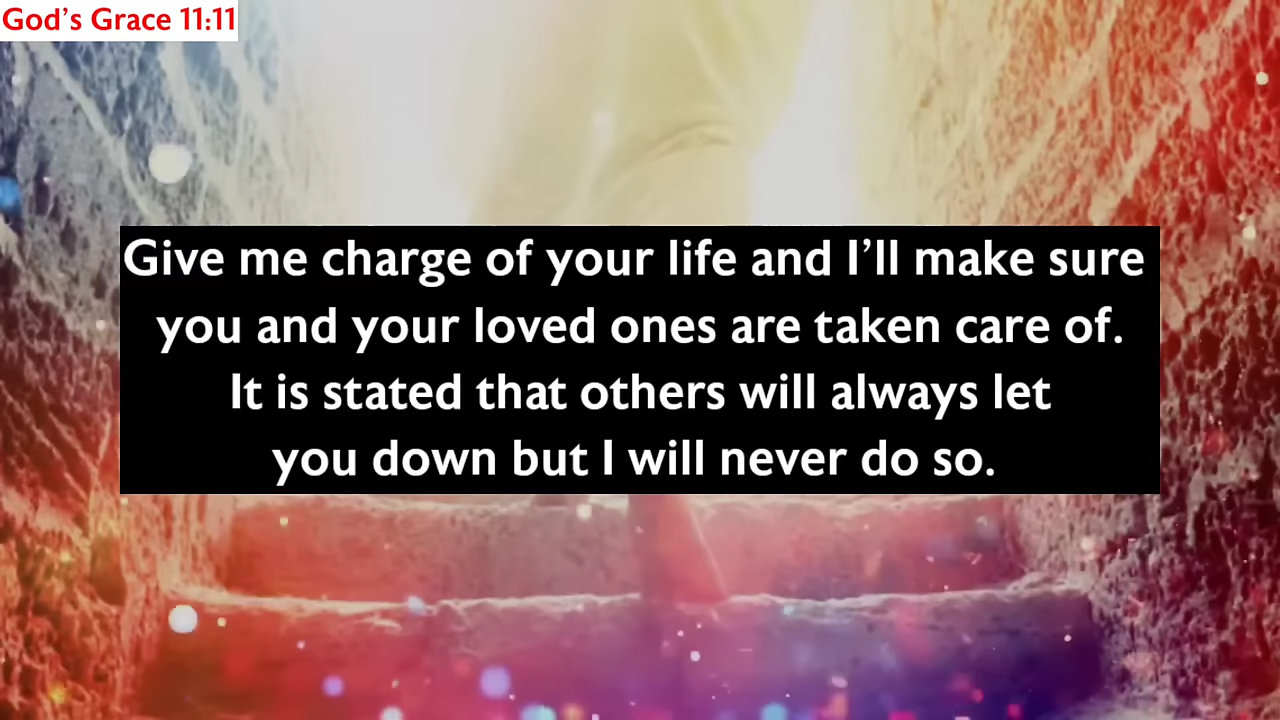 God's Grace 11:11
Give me charge of your life and I’ll make sure
you and your loved ones are taken care of.
It is stated that others will always let
you down but I will never do so.